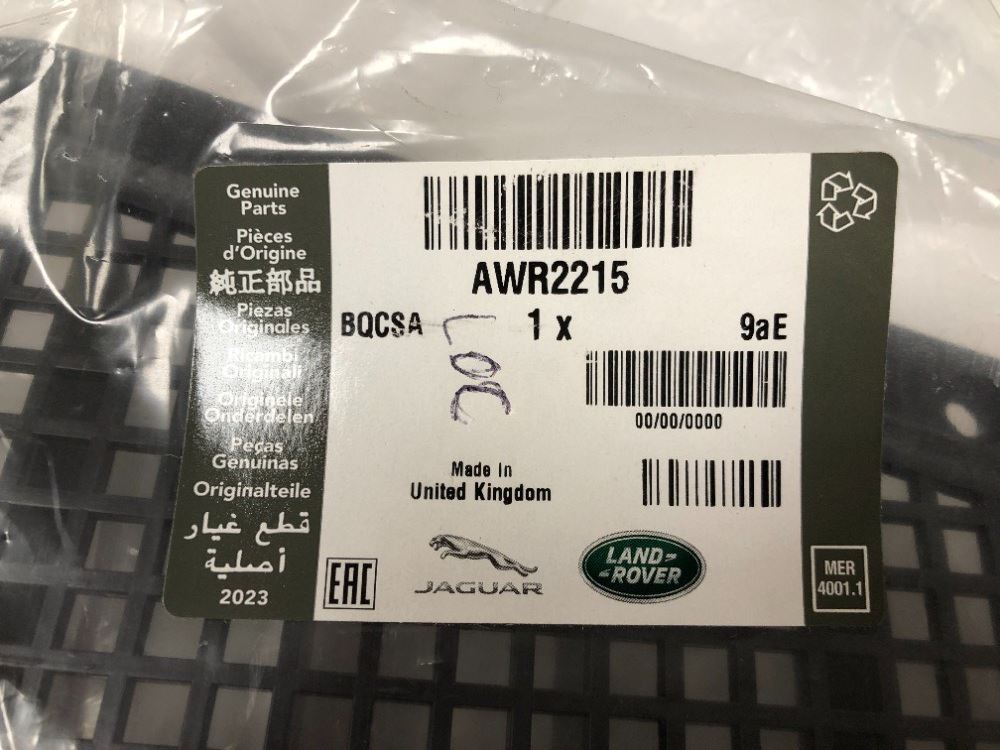 Genuine
Parts
Pièces
d'Origine
純正部品
Piezas
Originales
Ricambi
Originali
Originele
Onderdelen
Peças
Genuinas
Originalteile
قطع غيار
أصلية
2023
AWR2215
BQCSA
1 x
9aE
00/00/0000
Made In
United Kingdom
EAC
JAGUAR
LAND-
-ROVER
MER
4001.1